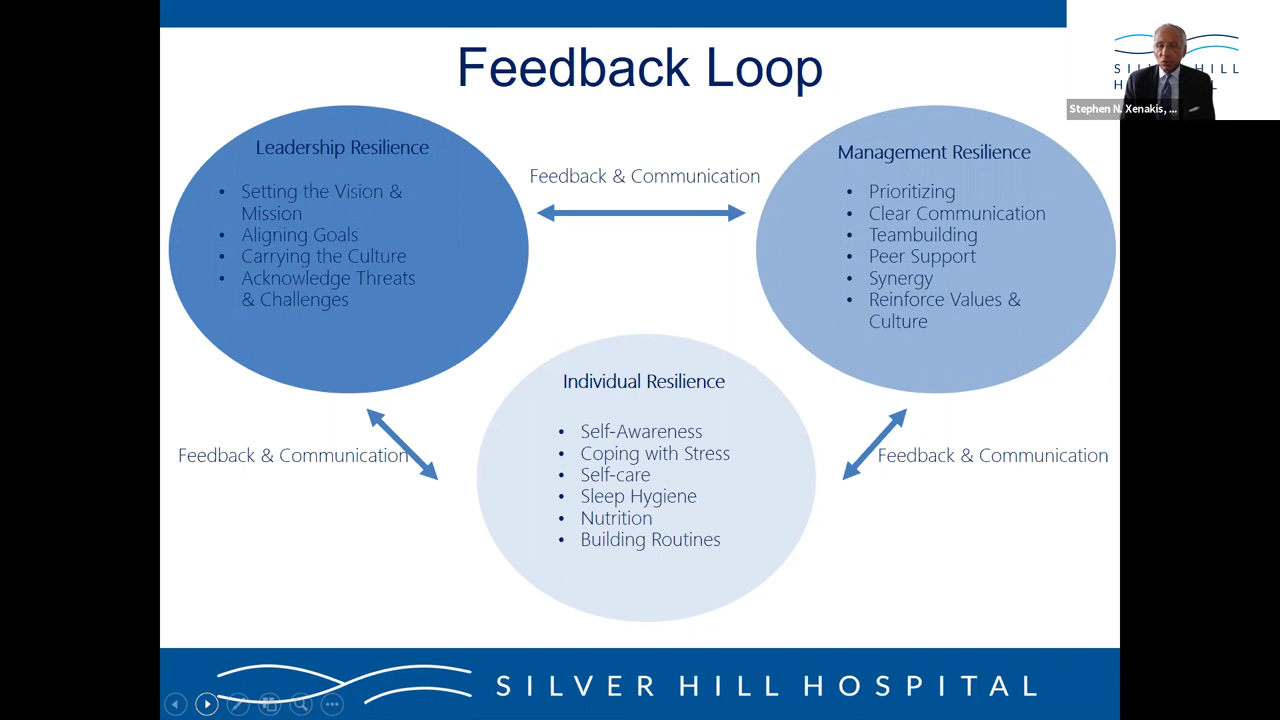 Feedback Loop
SILVER HILL
Stephen N. Xenakis, ...
Leadership Resilience
• Setting the Vision &
Mission
• Aligning Goals
• Carrying the Culture
• Acknowledge Threats
& Challenges
Feedback & Communication
Management Resilience
• Prioritizing
• Clear Communication
• Teambuilding
• Peer Support
• Synergy
• Reinforce Values &
Culture
Individual Resilience
• Self-Awareness
• Coping with Stress
• Self-care
• Sleep Hygiene
• Nutrition
• Building Routines
Feedback & Communication
Feedback & Communication
SILVER HILL HOSPITAL